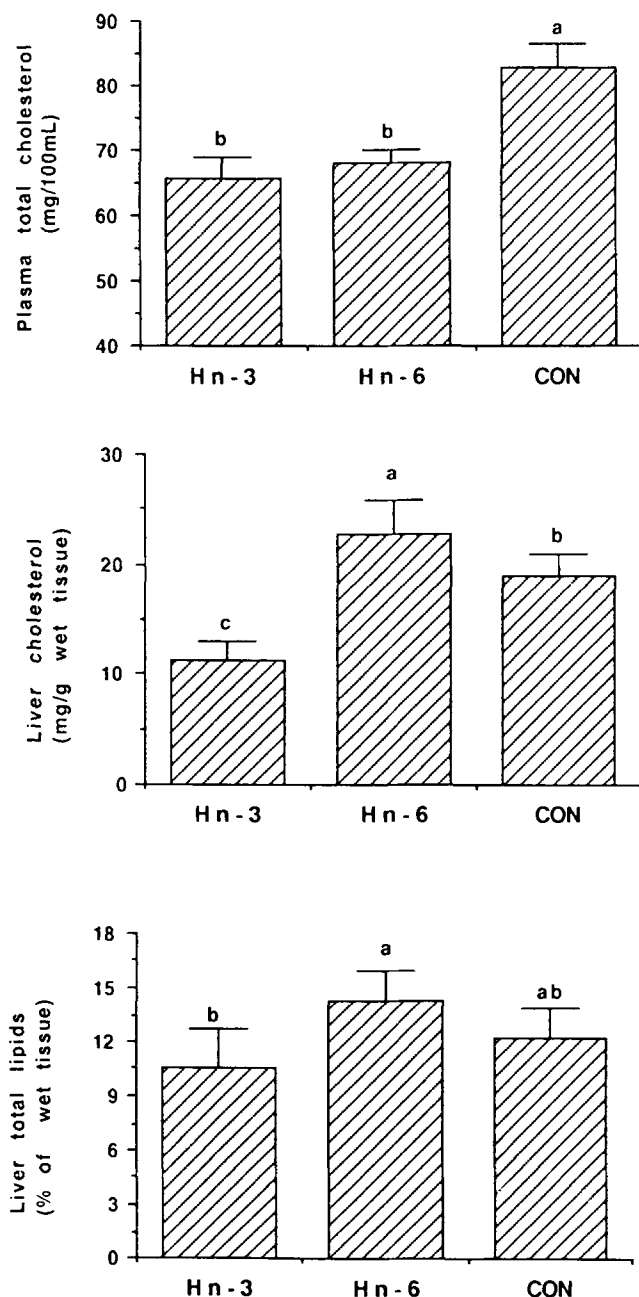 Plasma total cholesterol
(mg/100mL)
90
80
70
60
50
40
b
b
a
Hn-3
Hn-6
CON
Liver cholesterol
(mg/g wet tissue)
30
20
10
0
c
a
b
Hn-3
Hn-6
CON
Liver total lipids
(% of wet tissue)
18
15
12
9
6
3
0
b
a
ab
Hn-3
Hn-6
CON